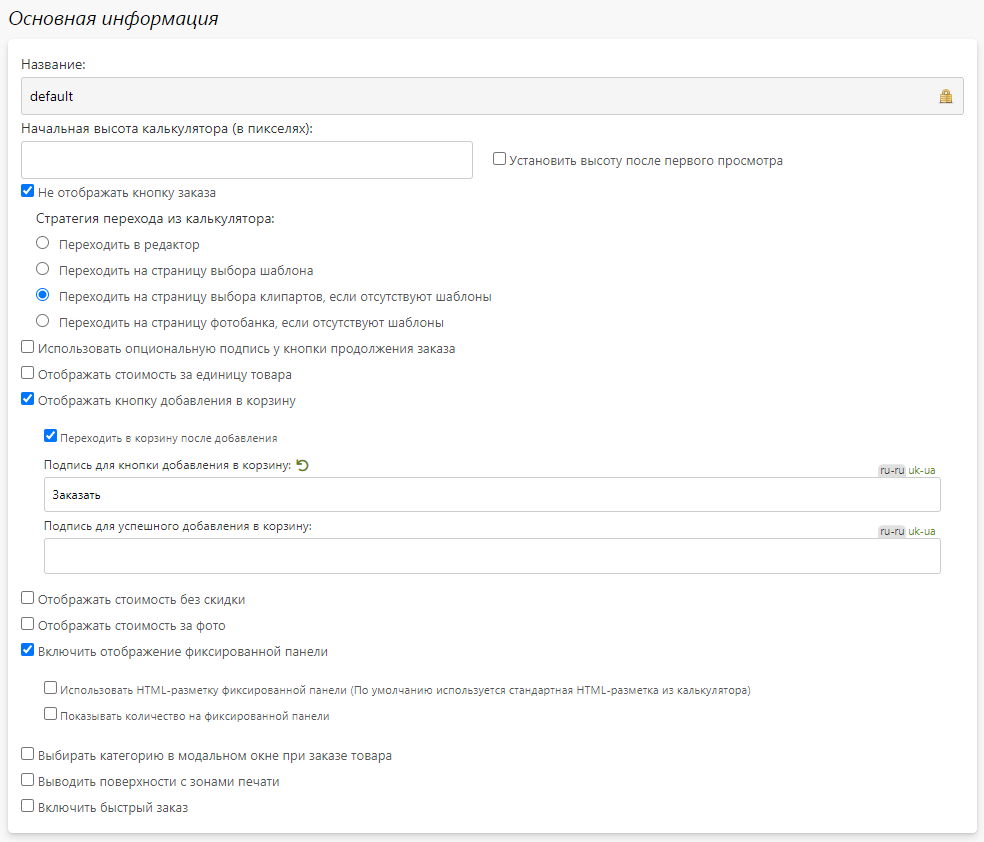 Основная информация
Название:
default
Начальная высота калькулятора (в пикселях):
Установить высоту после первого просмотра
Не отображать кнопку заказа
Стратегия перехода из калькулятора:
Переходить в редактор
Переходить на страницу выбора шаблона
Переходить на страницу выбора клипартов, если отсутствуют шаблоны
Переходить на страницу фотобанка, если отсутствуют шаблоны
Использовать опциональную подпись у кнопки продолжения заказа
Отображать стоимость за единицу товара
Отображать кнопку добавления в корзину
Переходить в корзину после добавления
Подпись для кнопки добавления в корзину:
ru-ru uk-ua
Заказать
Подпись для успешного добавления в корзину:
ru-ru uk-ua
Отображать стоимость без скидки
Отображать стоимость за фото
Включить отображение фиксированной панели
Использовать HTML-разметку фиксированной панели (По умолчанию используется стандартная HTML-разметка из калькулятора)
Показывать количество на фиксированной панели
Выбирать категорию в модальном окне при заказе товара
Выводить поверхности с зонами печати
Включить быстрый заказ